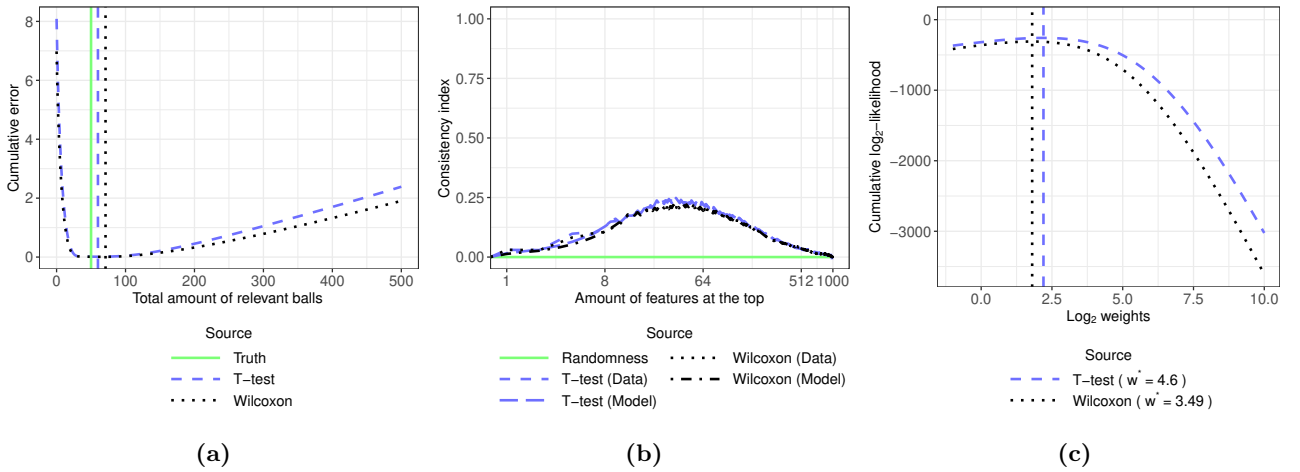 Cumulative error
8
6
4
2
0
0 100 200 300 400 500
Total amount of relevant balls
Source
Truth
T−test
Wilcoxon
(a)
Consistency index
1.00
0.75
0.50
0.25
0.00
1 8 64 512 1000
Amount of features at the top
Source
Randomness
T−test (Data)
T−test (Model)
Wilcoxon (Data)
Wilcoxon (Model)
(b)
Cumulative log₂−likelihood
0
−1000
−2000
−3000
0.0 2.5 5.0 7.5 10.0
Log₂ weights
Source
T−test ( w* = 4.6 )
Wilcoxon ( w* = 3.49 )
(c)